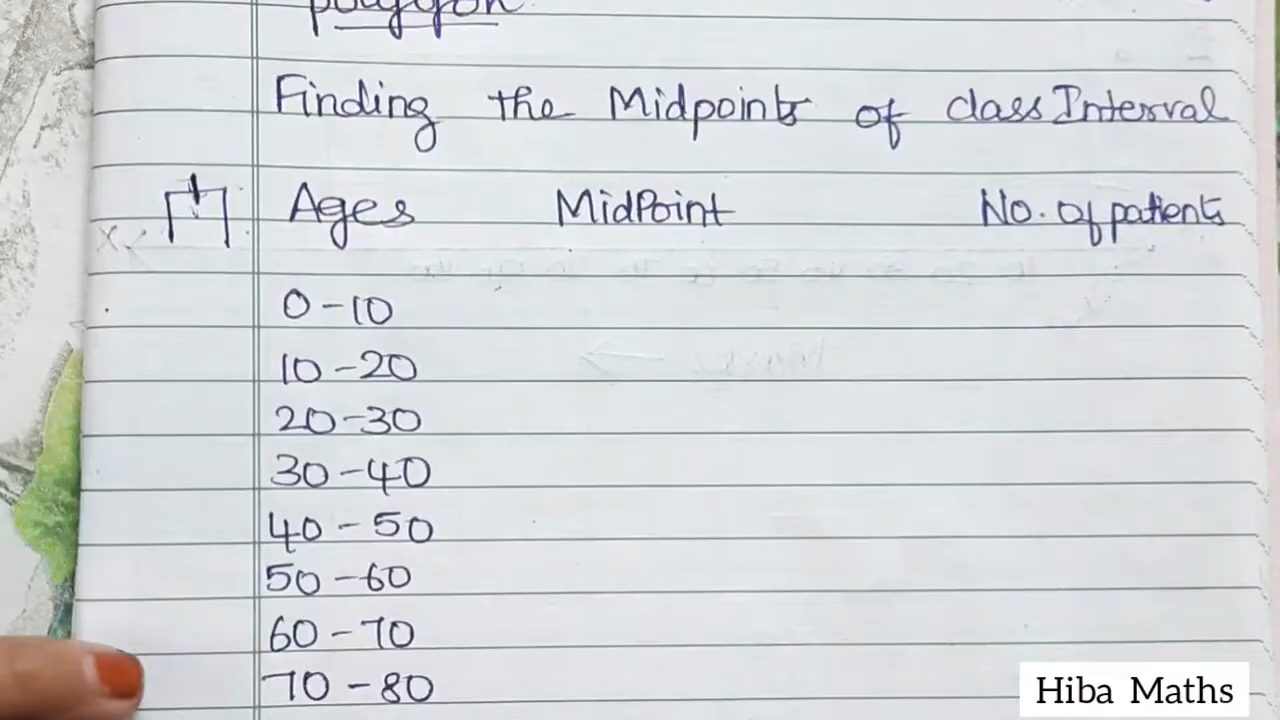 polygon
Finding the Midpoints of class Interval
Ages MidPoint No. of patients
0-10
10-20
20-30
30-40
40-50
50-60
60-70
70-80
Hiba Maths